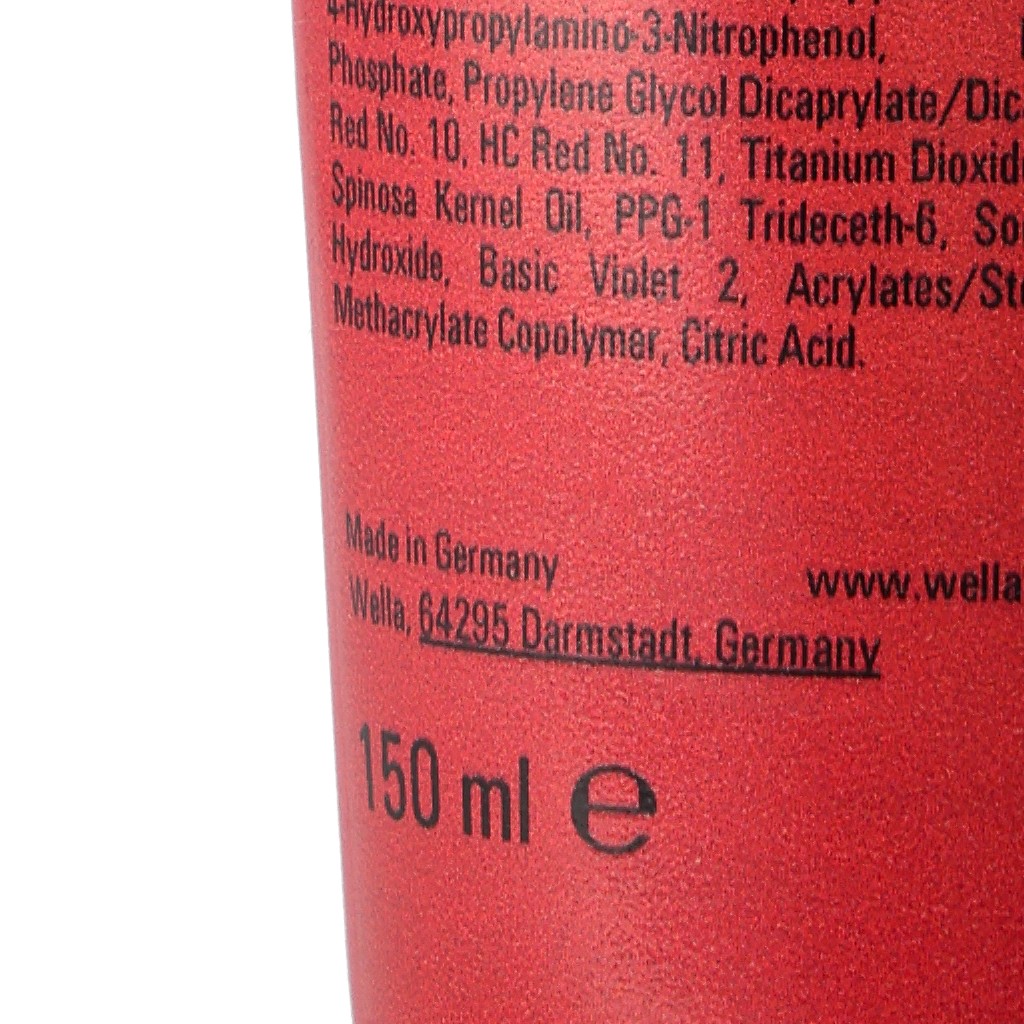 4-Hydroxypropylamino-3-Nitrophenol,
Phosphate, Propylene Glycol Dicaprylate/Dic
Red No. 10, HC Red No. 11, Titanium Dioxid
Spinosa Kernel Oil, PPG-1 Trideceth-6, So
Hydroxide, Basic Violet 2, Acrylates/Ste
Methacrylate Copolymer, Citric Acid.
Made in Germany
www.wella
Wella, 64295 Darmstadt, Germany
150 ml ℮